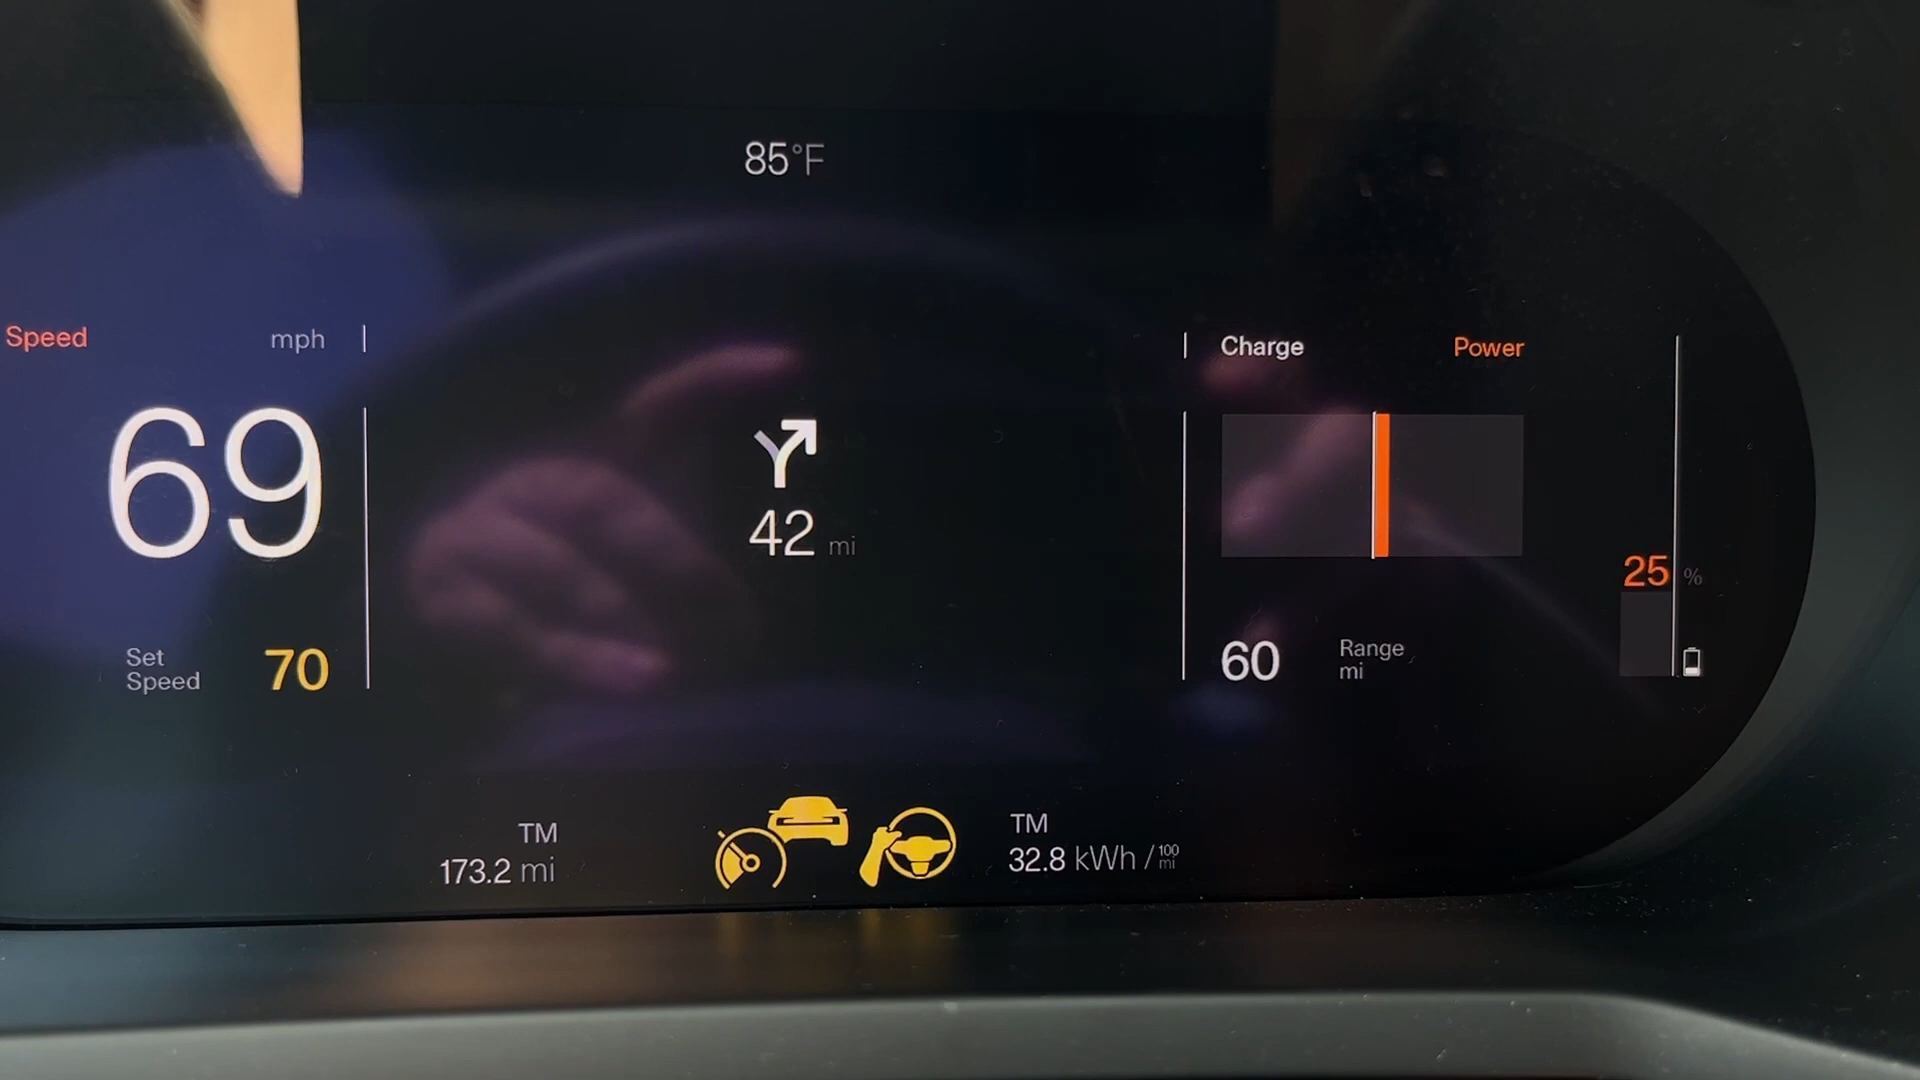 85°F
Speed mph
Charge Power
69
42 mi
25 %
Set
Speed 70
60 Range
mi
TM
173.2 mi
TM
32.8 kWh / 100
mi